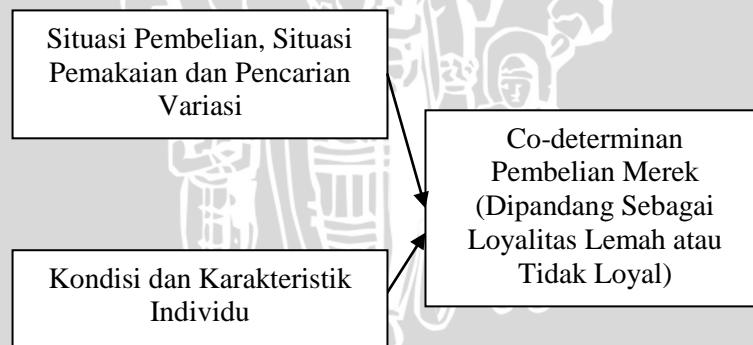 Situasi Pembelian, Situasi
Pemakaian dan Pencarian
Variasi
Co-determinan
Pembelian Merek
(Dipandang Sebagai
Loyalitas Lemah atau
Tidak Loyal)
Kondisi dan Karakteristik
Individu